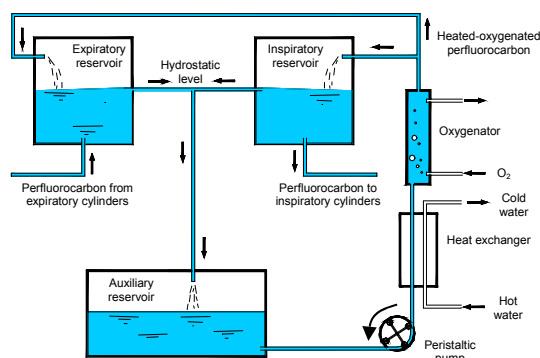 Expiratory
reservoir
Hydrostatic
level
Inspiratory
reservoir
Heated-oxygenated
perfluorocarbon
Oxygenator
O2
Perfluorocarbon from
expiratory cylinders
Perfluorocarbon to
inspiratory cylinders
Cold
water
Heat exchanger
Auxiliary
reservoir
Hot
water
Peristaltic
pump